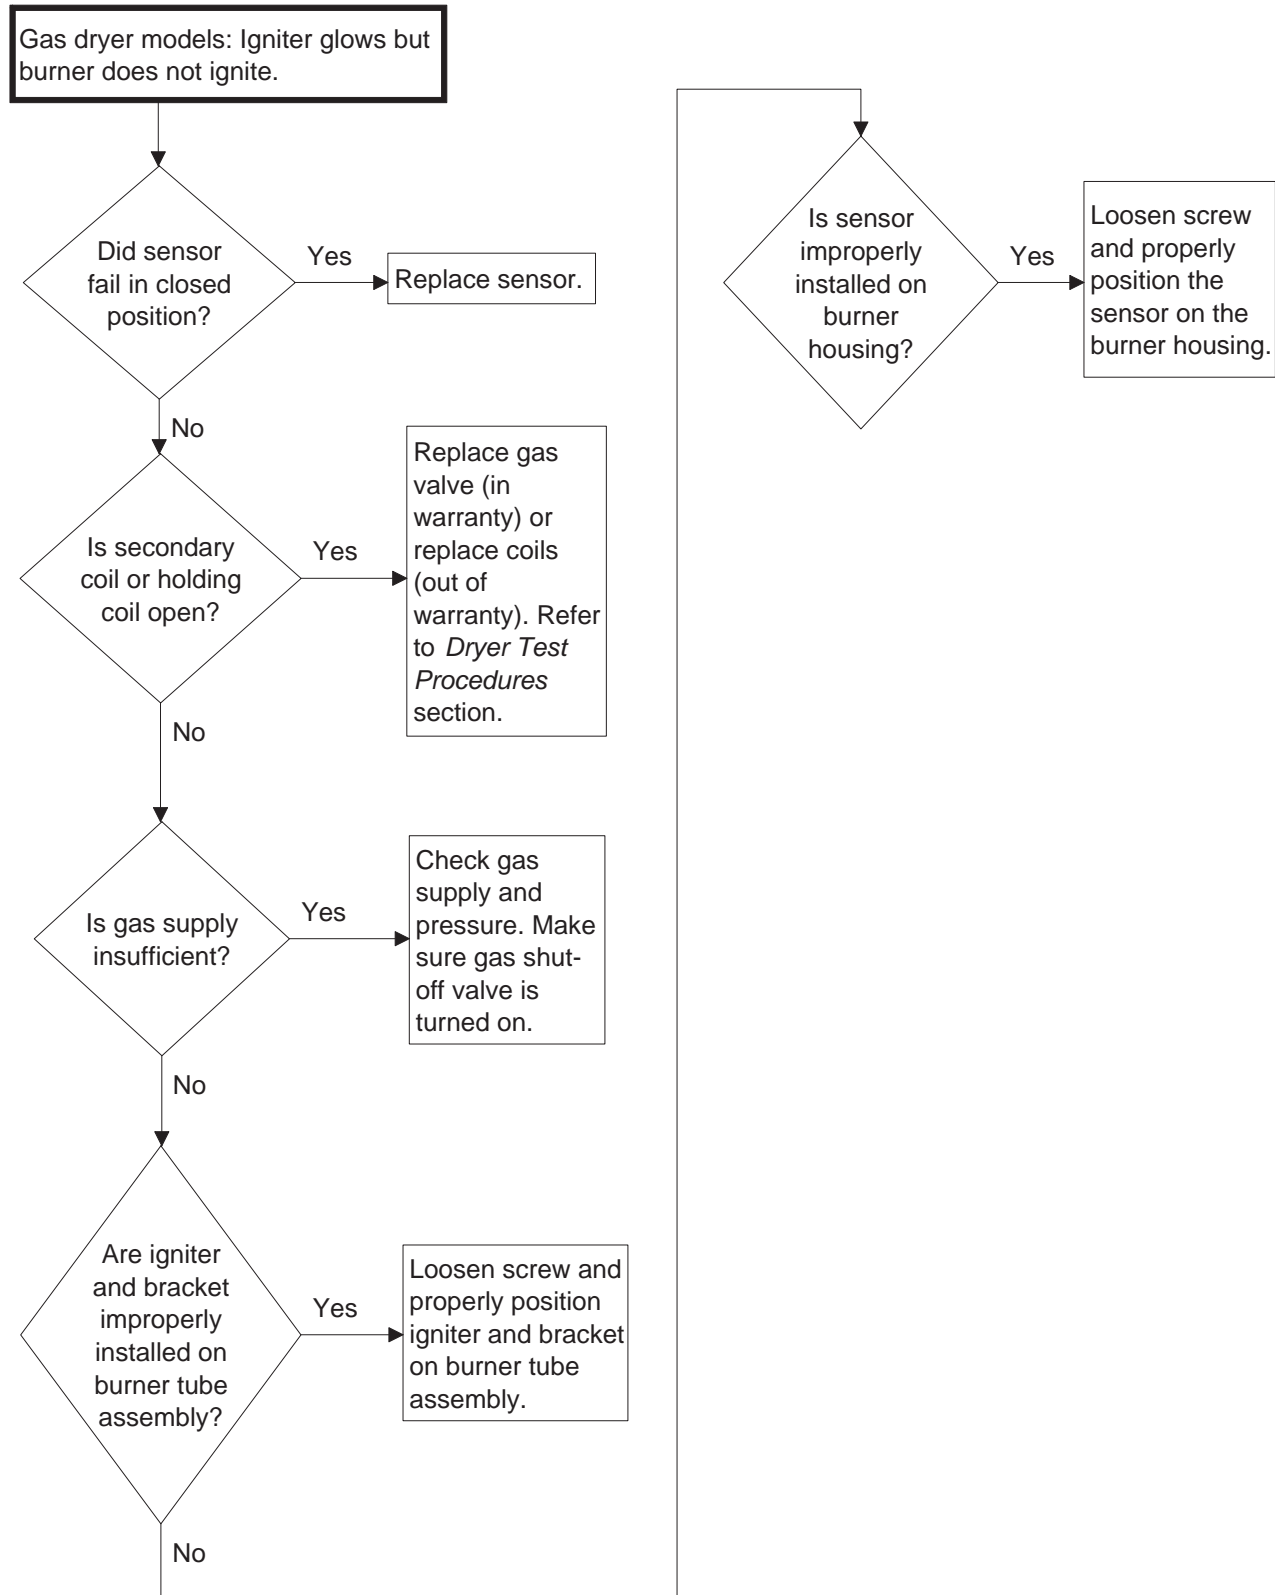 Gas dryer models: Igniter glows but
burner does not ignite.
Did sensor
fail in closed
position?
Yes
Replace sensor.
No
Is secondary
coil or holding
coil open?
Yes
Replace gas
valve (in
warranty) or
replace coils
(out of
warranty). Refer
to Dryer Test
Procedures
section.
No
Is gas supply
insufficient?
Yes
Check gas
supply and
pressure. Make
sure gas shut-
off valve is
turned on.
No
Are igniter
and bracket
improperly
installed on
burner tube
assembly?
Yes
Loosen screw and
properly position
igniter and bracket
on burner tube
assembly.
No
Is sensor
improperly
installed on
burner
housing?
Yes
Loosen screw
and properly
position the
sensor on the
burner housing.